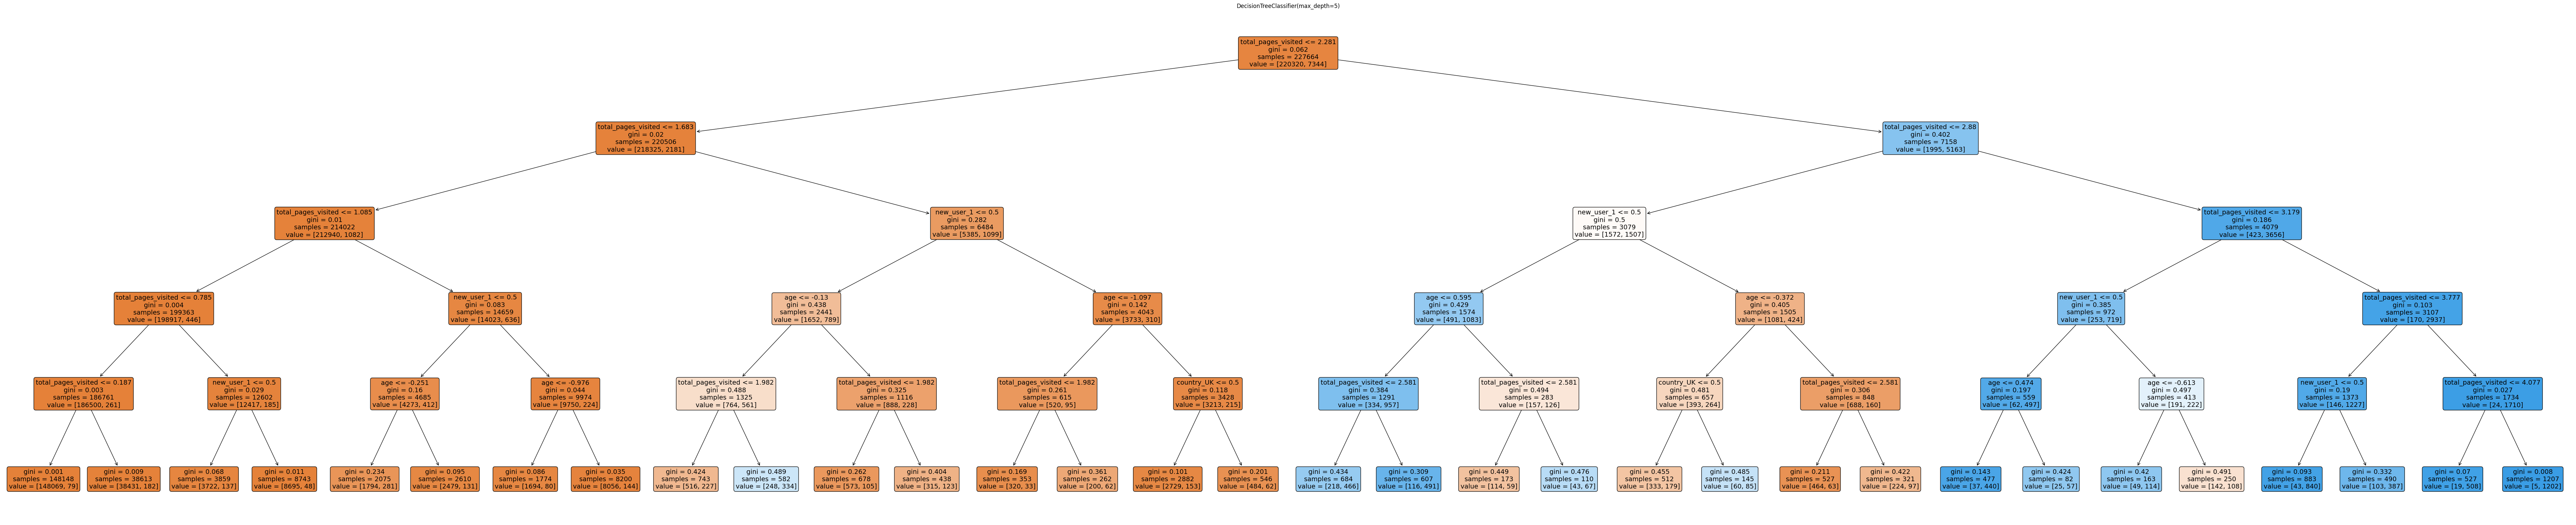 DecisionTreeClassifier(max_depth=5)
total_pages_visited <= 2.281
gini = 0.062
samples = 227664
value = [220320, 7344]
total_pages_visited <= 1.683
gini = 0.02
samples = 220506
value = [218325, 2181]
total_pages_visited <= 2.88
gini = 0.402
samples = 7158
value = [1995, 5163]
total_pages_visited <= 1.085
gini = 0.01
samples = 214022
value = [212940, 1082]
new_user_1 <= 0.5
gini = 0.282
samples = 6484
value = [5385, 1099]
new_user_1 <= 0.5
gini = 0.5
samples = 3079
value = [1572, 1507]
total_pages_visited <= 3.179
gini = 0.186
samples = 4079
value = [423, 3656]
total_pages_visited <= 0.785
gini = 0.004
samples = 199363
value = [198917, 446]
new_user_1 <= 0.5
gini = 0.083
samples = 14659
value = [14023, 636]
age <= -0.13
gini = 0.438
samples = 2441
value = [1652, 789]
age <= -1.097
gini = 0.142
samples = 4043
value = [3733, 310]
age <= 0.595
gini = 0.429
samples = 1574
value = [491, 1083]
age <= -0.372
gini = 0.405
samples = 1505
value = [1081, 424]
new_user_1 <= 0.5
gini = 0.385
samples = 972
value = [253, 719]
total_pages_visited <= 3.777
gini = 0.103
samples = 3107
value = [170, 2937]
total_pages_visited <= 0.187
gini = 0.003
samples = 186761
value = [186500, 261]
new_user_1 <= 0.5
gini = 0.029
samples = 12602
value = [12417, 185]
age <= -0.251
gini = 0.16
samples = 4685
value = [4273, 412]
age <= -0.976
gini = 0.044
samples = 9974
value = [9750, 224]
total_pages_visited <= 1.982
gini = 0.488
samples = 1325
value = [764, 561]
total_pages_visited <= 1.982
gini = 0.325
samples = 1116
value = [888, 228]
total_pages_visited <= 1.982
gini = 0.261
samples = 615
value = [520, 95]
country_UK <= 0.5
gini = 0.118
samples = 3428
value = [3213, 215]
total_pages_visited <= 2.581
gini = 0.384
samples = 1291
value = [334, 957]
total_pages_visited <= 2.581
gini = 0.494
samples = 283
value = [157, 126]
country_UK <= 0.5
gini = 0.481
samples = 657
value = [393, 264]
total_pages_visited <= 2.581
gini = 0.306
samples = 848
value = [688, 160]
age <= 0.474
gini = 0.197
samples = 559
value = [62, 497]
age <= -0.613
gini = 0.497
samples = 413
value = [191, 222]
new_user_1 <= 0.5
gini = 0.19
samples = 1373
value = [146, 1227]
total_pages_visited <= 4.077
gini = 0.027
samples = 1734
value = [24, 1710]
gini = 0.001
samples = 148148
value = [148069, 79]
gini = 0.009
samples = 38613
value = [38431, 182]
gini = 0.068
samples = 3859
value = [3722, 137]
gini = 0.011
samples = 8743
value = [8695, 48]
gini = 0.234
samples = 2075
value = [1794, 281]
gini = 0.095
samples = 2610
value = [2479, 131]
gini = 0.086
samples = 1774
value = [1694, 80]
gini = 0.035
samples = 8200
value = [8056, 144]
gini = 0.424
samples = 743
value = [516, 227]
gini = 0.489
samples = 582
value = [248, 334]
gini = 0.262
samples = 678
value = [573, 105]
gini = 0.404
samples = 438
value = [315, 123]
gini = 0.169
samples = 353
value = [320, 33]
gini = 0.361
samples = 262
value = [200, 62]
gini = 0.101
samples = 2882
value = [2729, 153]
gini = 0.201
samples = 546
value = [484, 62]
gini = 0.434
samples = 684
value = [218, 466]
gini = 0.309
samples = 607
value = [116, 491]
gini = 0.449
samples = 173
value = [114, 59]
gini = 0.476
samples = 110
value = [43, 67]
gini = 0.455
samples = 512
value = [333, 179]
gini = 0.485
samples = 145
value = [60, 85]
gini = 0.211
samples = 527
value = [464, 63]
gini = 0.422
samples = 321
value = [224, 97]
gini = 0.143
samples = 477
value = [37, 440]
gini = 0.424
samples = 82
value = [25, 57]
gini = 0.42
samples = 163
value = [49, 114]
gini = 0.491
samples = 250
value = [142, 108]
gini = 0.093
samples = 883
value = [43, 840]
gini = 0.332
samples = 490
value = [103, 387]
gini = 0.07
samples = 527
value = [19, 508]
gini = 0.008
samples = 1207
value = [5, 1202]